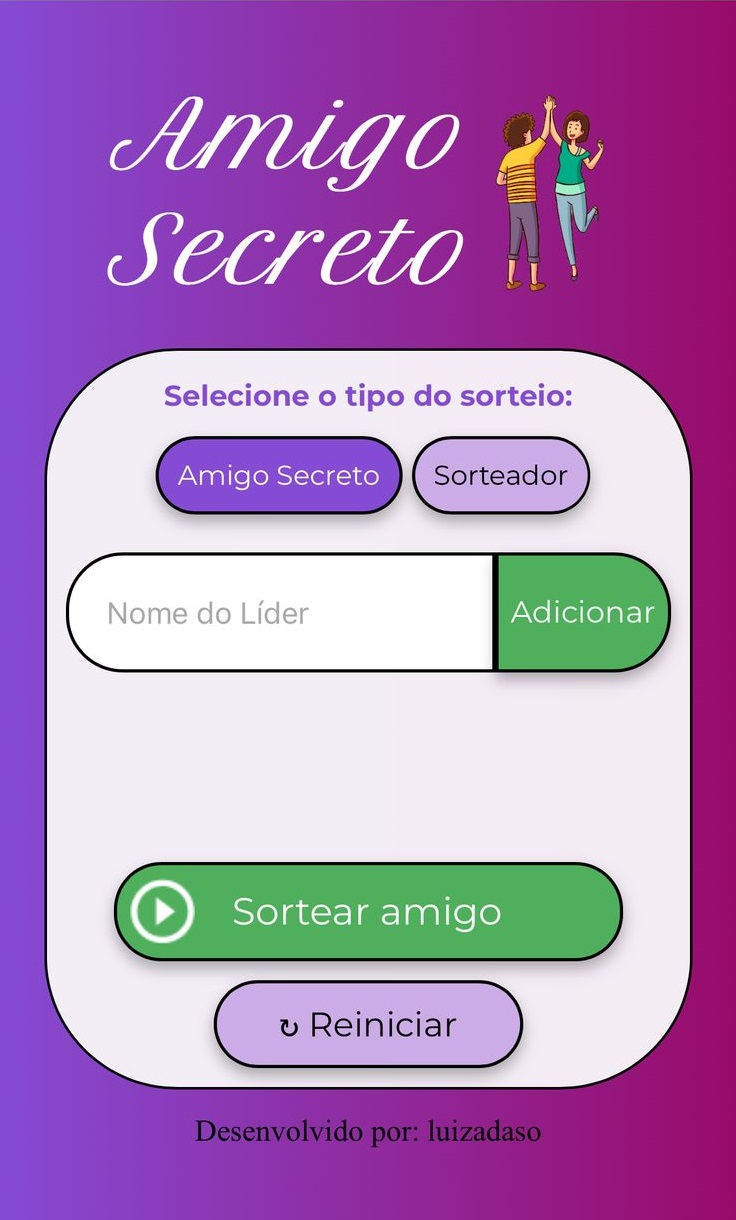 Amigo
Secreto
Selecione o tipo do sorteio:
Amigo Secreto Sorteador
Nome do Líder Adicionar
Sortear amigo
↻ Reiniciar
Desenvolvido por: luizadaso